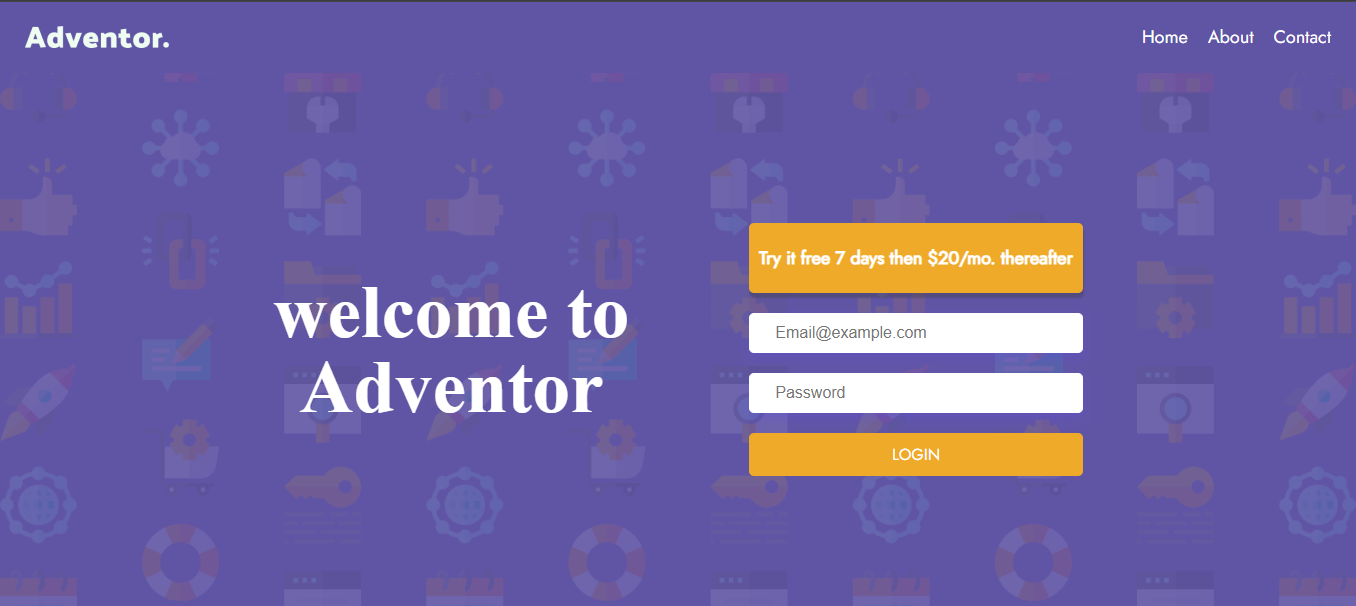 Adventor.
Home About Contact
welcome to
Adventor
Try it free 7 days then $20/mo. thereafter
Email@example.com
Password
LOGIN